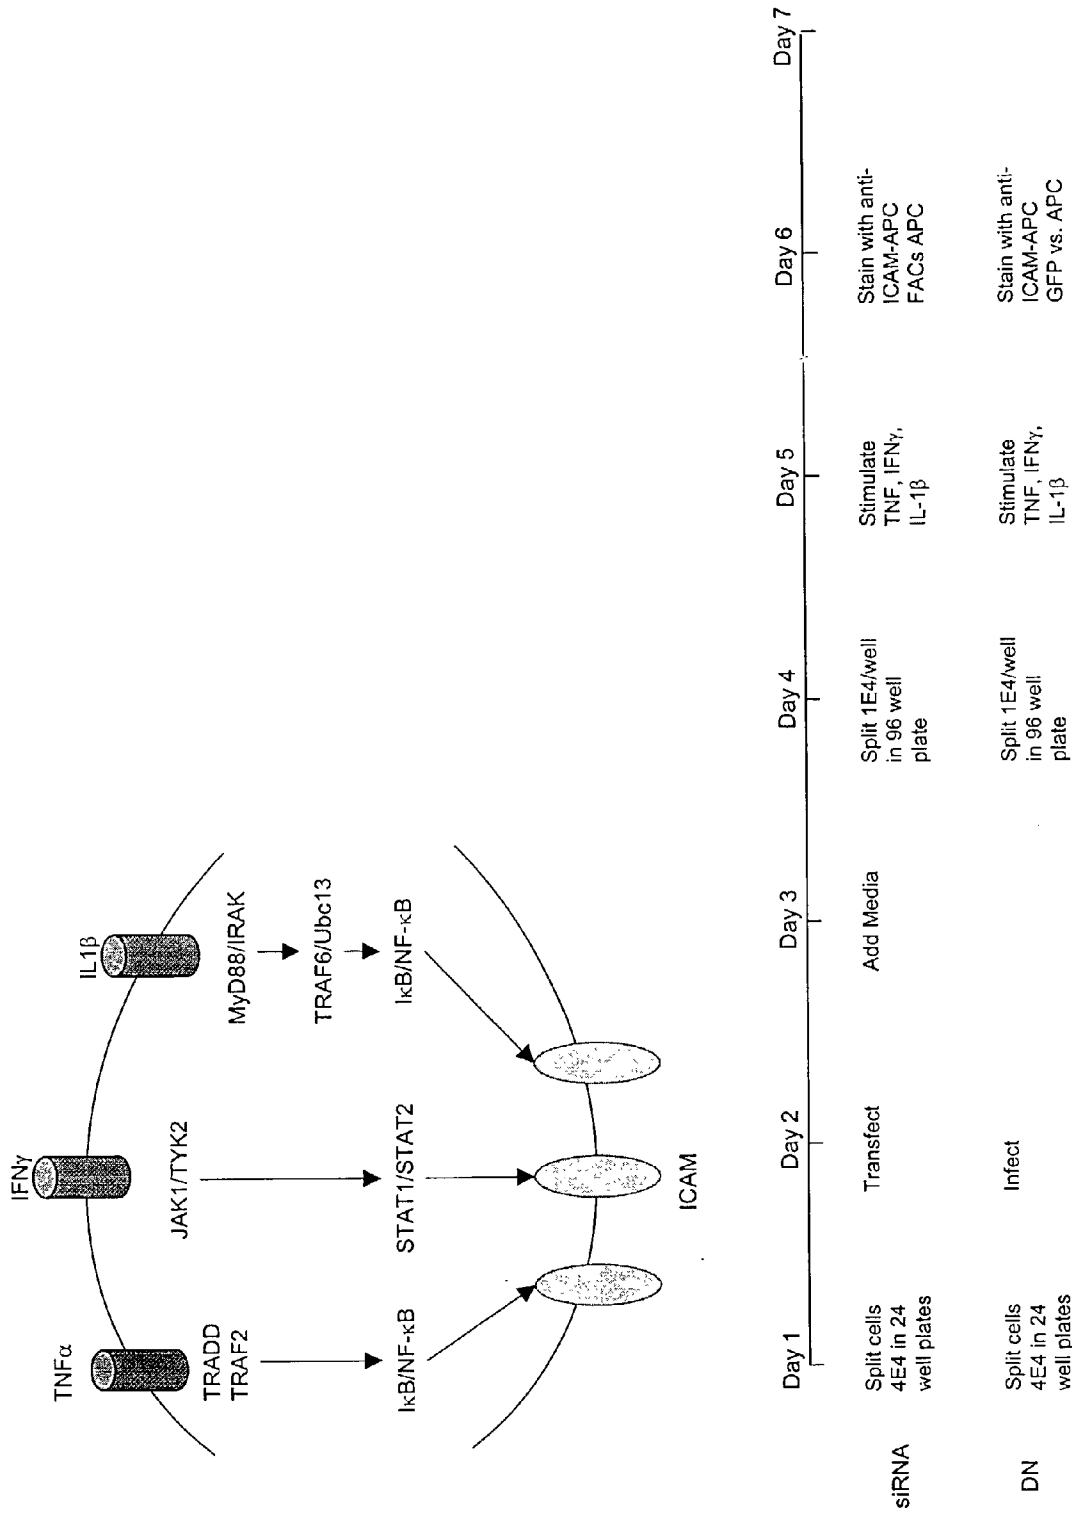 TNFα
IFNγ
IL1β
TRADD
TRAF2
JAK1/TYK2
MyD88/IRAK
TRAF6/Ubc13
IκB/NF-κB
STAT1/STAT2
IκB/NF-κB
ICAM
Day 1
Day 2
Day 3
Day 4
Day 5
Day 6
Day 7
siRNA
Split cells
4E4 in 24
well plates
Transfect
Add Media
Split 1E4/well
in 96 well
plate
Stimulate
TNF, IFNγ,
IL-1β
Stain with anti-
ICAM-APC
FACs APC
DN
Split cells
4E4 in 24
well plates
Infect
Split 1E4/well
in 96 well
plate
Stimulate
TNF, IFNγ,
IL-1β
Stain with anti-
ICAM-APC
GFP vs. APC